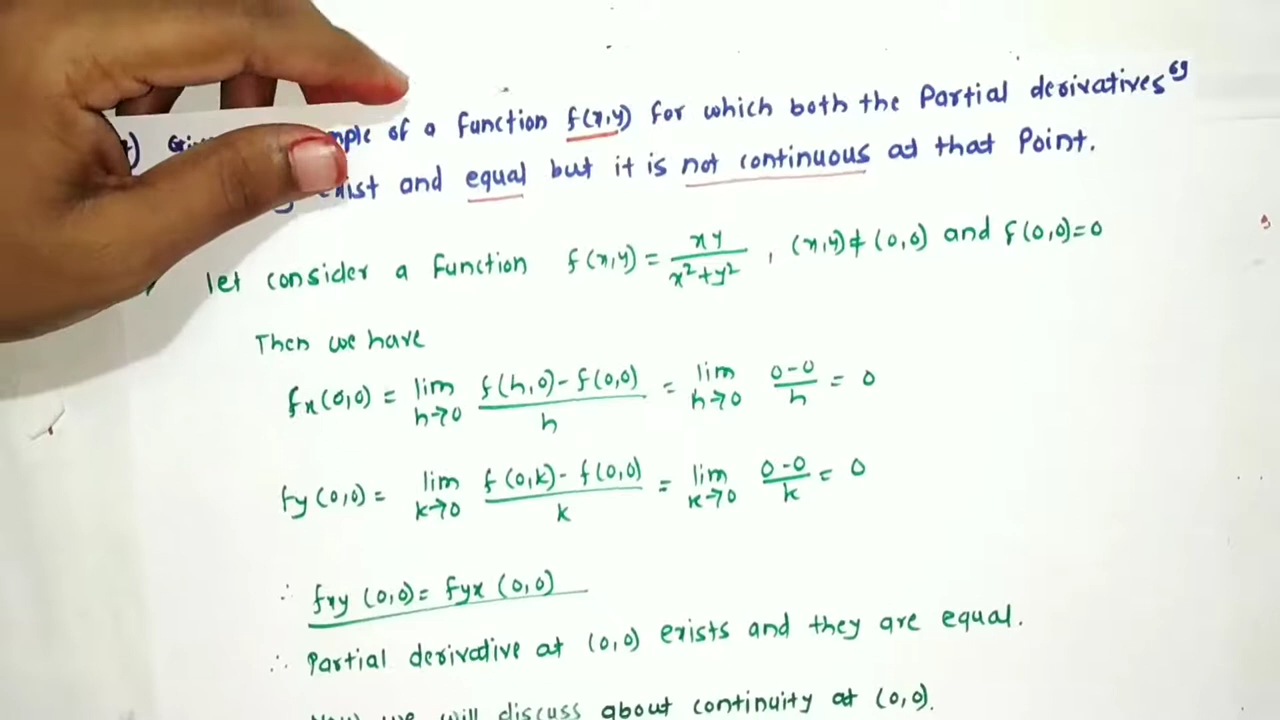 of a function f(x,y) for which both the Partial derivatives
and equal but it is not continuous at that Point.
let consider a function f(x,y) = xy/x²+y² , (x,y)≠(0,0) and f(0,0)=0
Then we have
fx(0,0) = lim h→0 f(h,0)-f(0,0)/h = lim h→0 0-0/h = 0
fy(0,0) = lim k→0 f(0,k)-f(0,0)/k = lim k→0 0-0/k = 0
∴ fxy (0,0) = fyx (0,0)
∴ Partial derivative at (0,0) exists and they are equal.
Now we will discuss about continuity at (0,0).